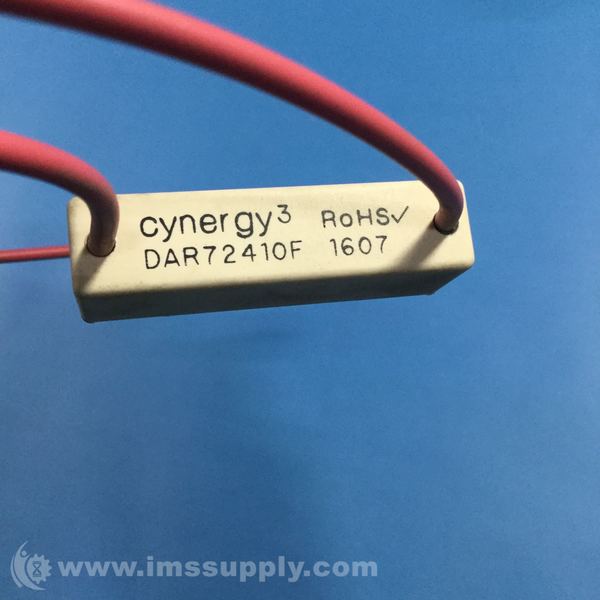 cynergy³ RoHS✓
DAR72410F 1607
www.imssupply.com